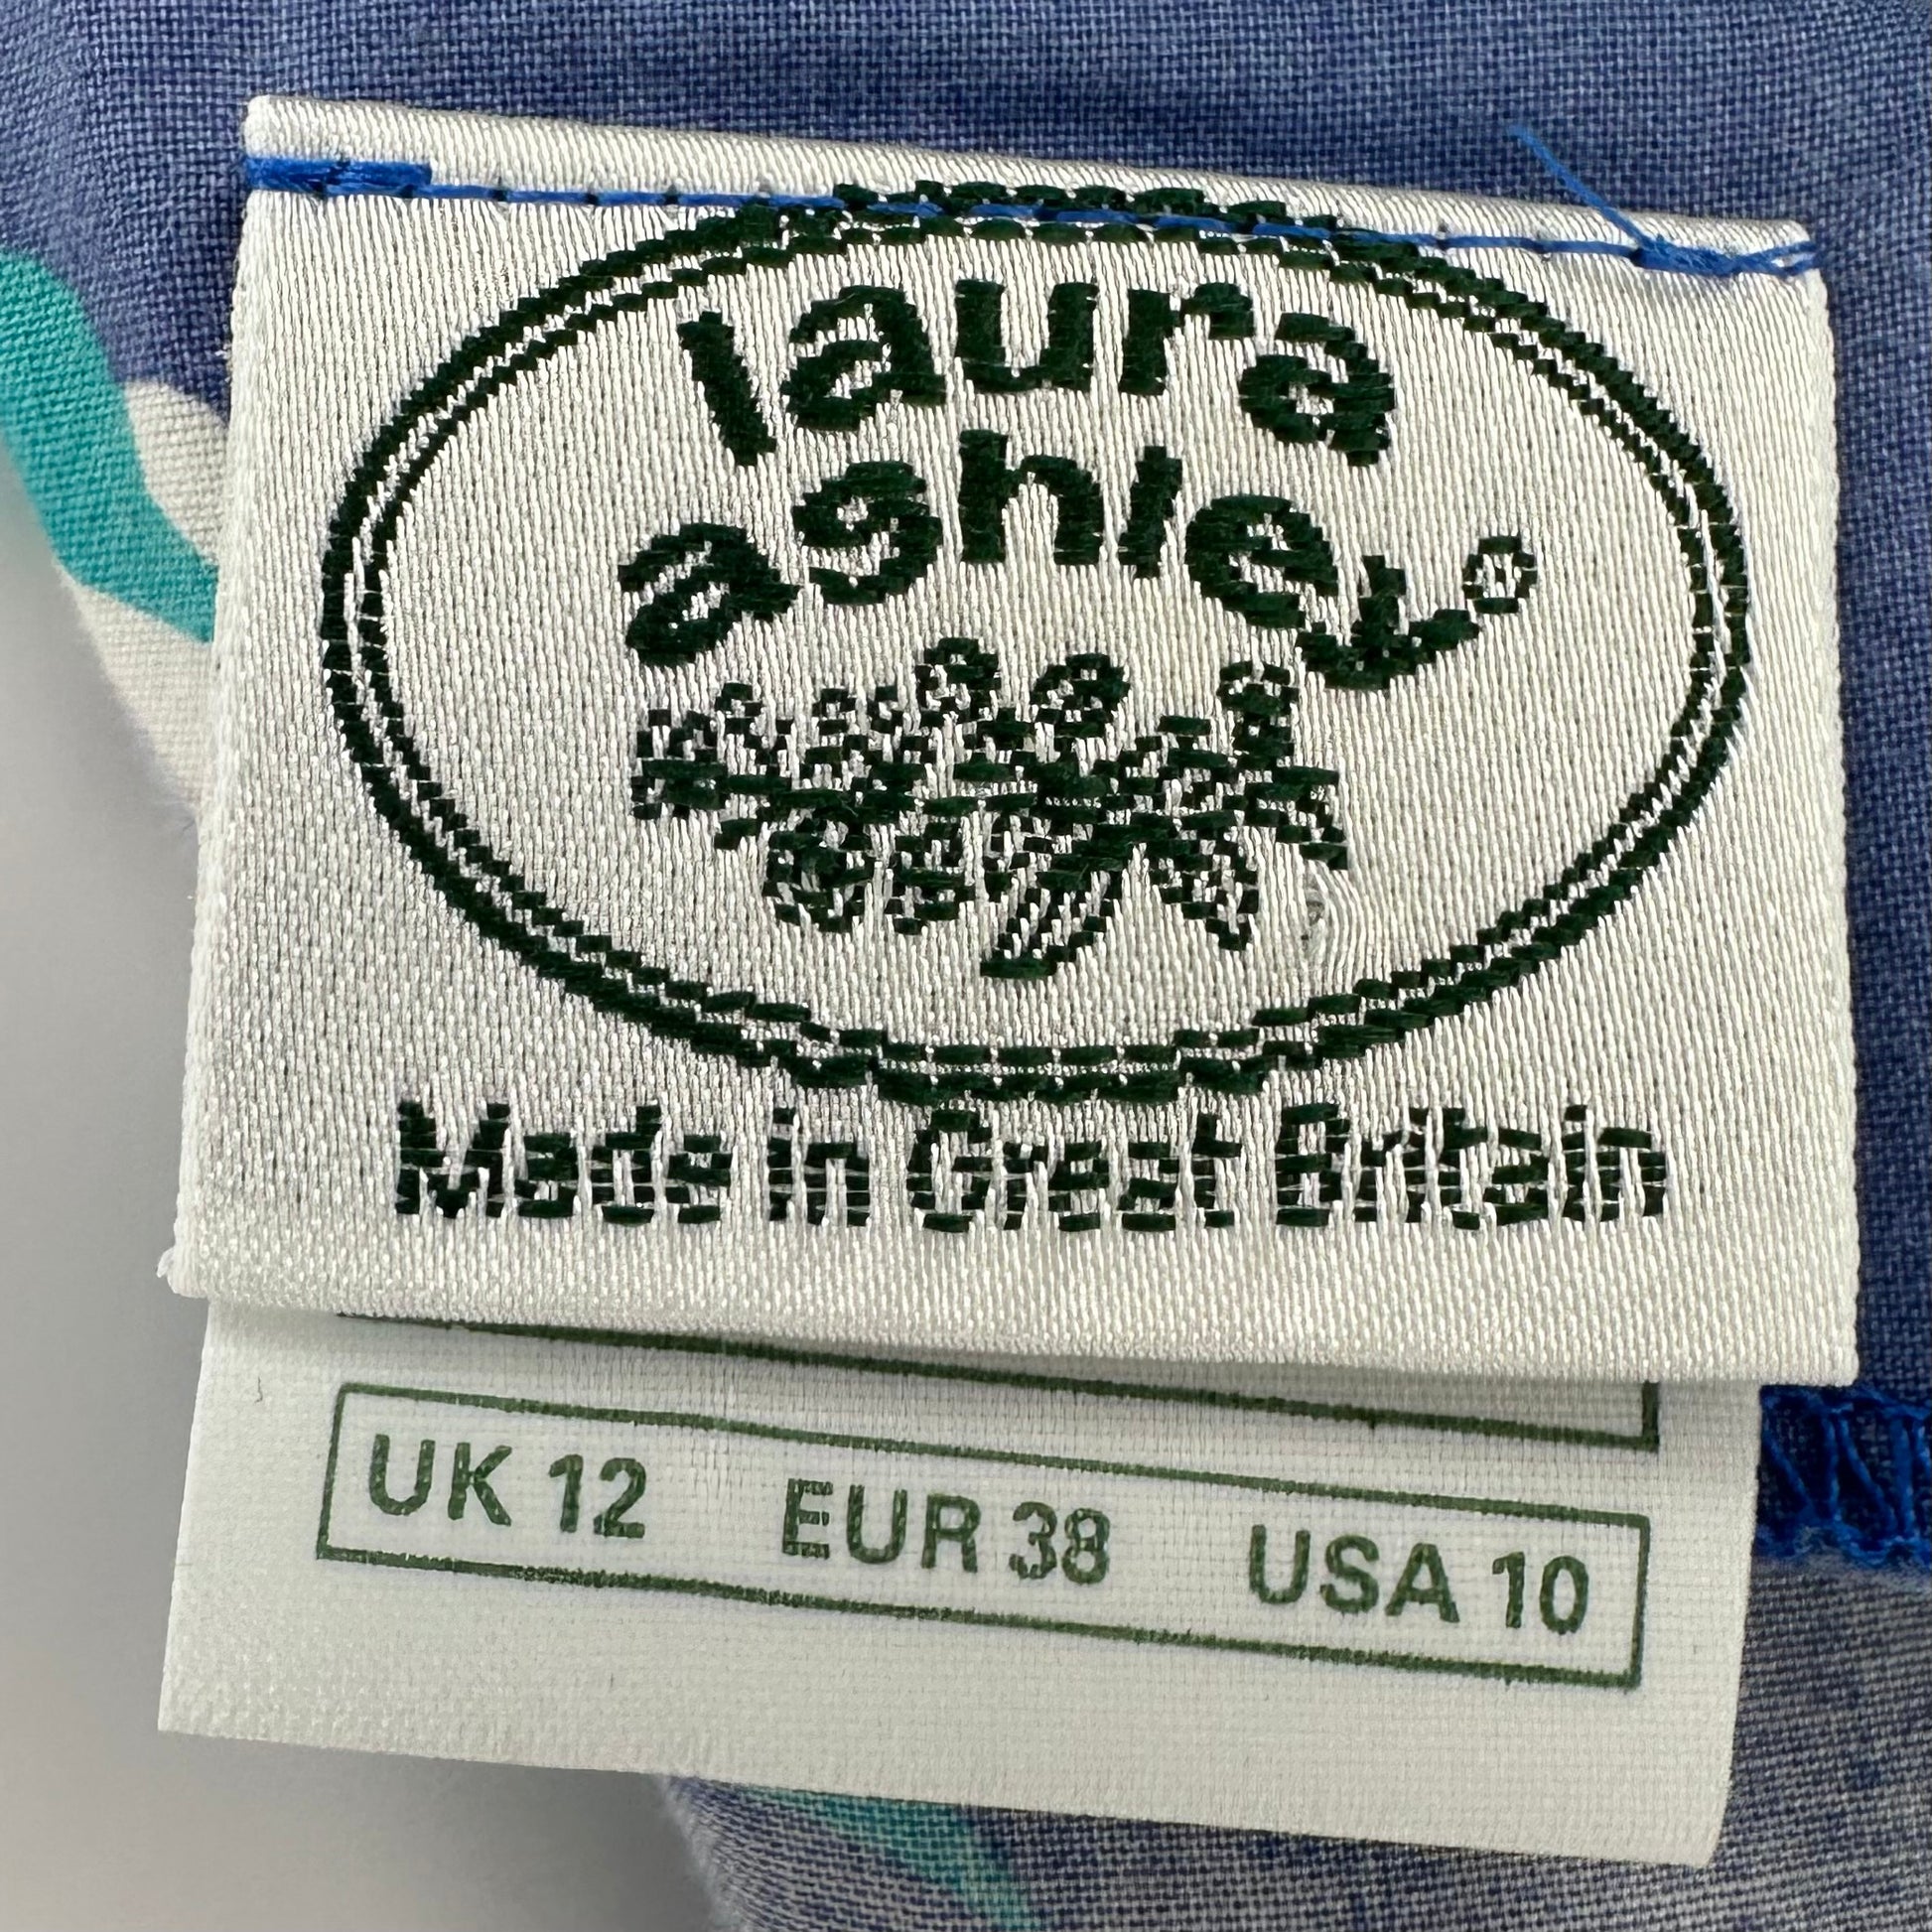 laura
ashley®
Made in Great Britain
UK 12 EUR 38 USA 10